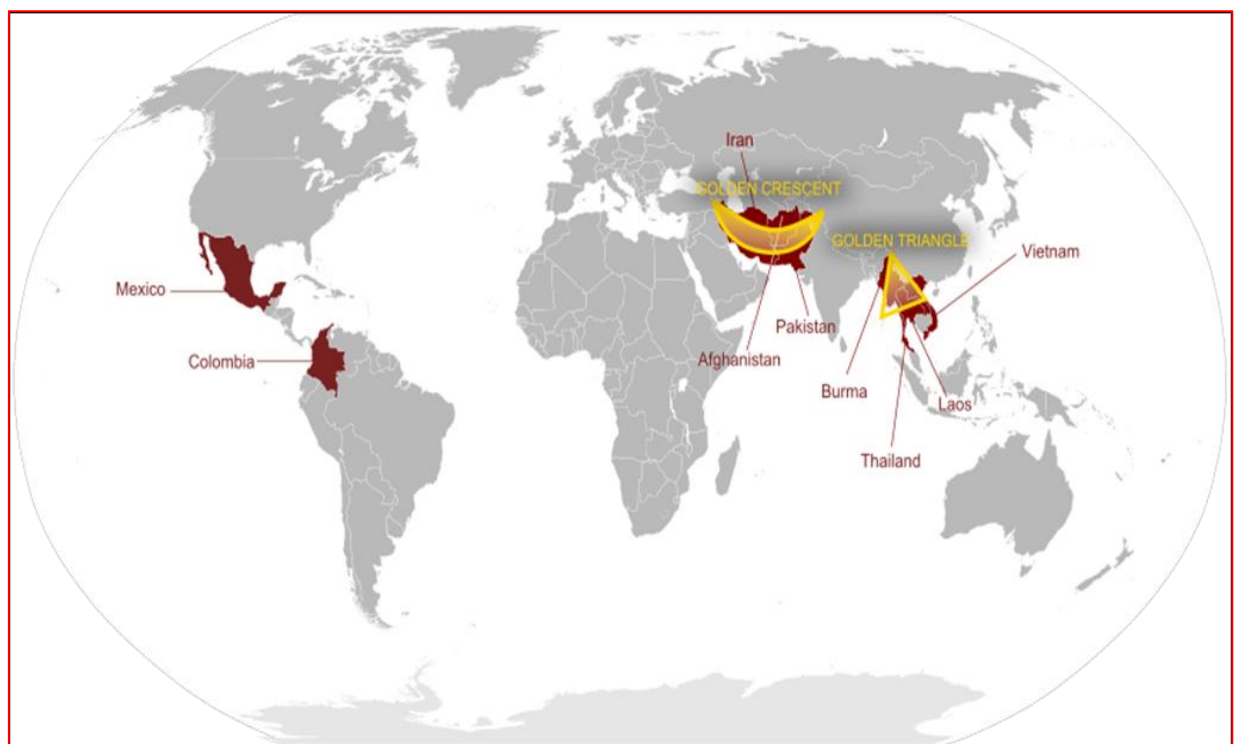 Iran
GOLDEN CRESCENT
GOLDEN TRIANGLE
Vietnam
Mexico
Pakistan
Colombia
Afghanistan
Burma
Laos
Thailand